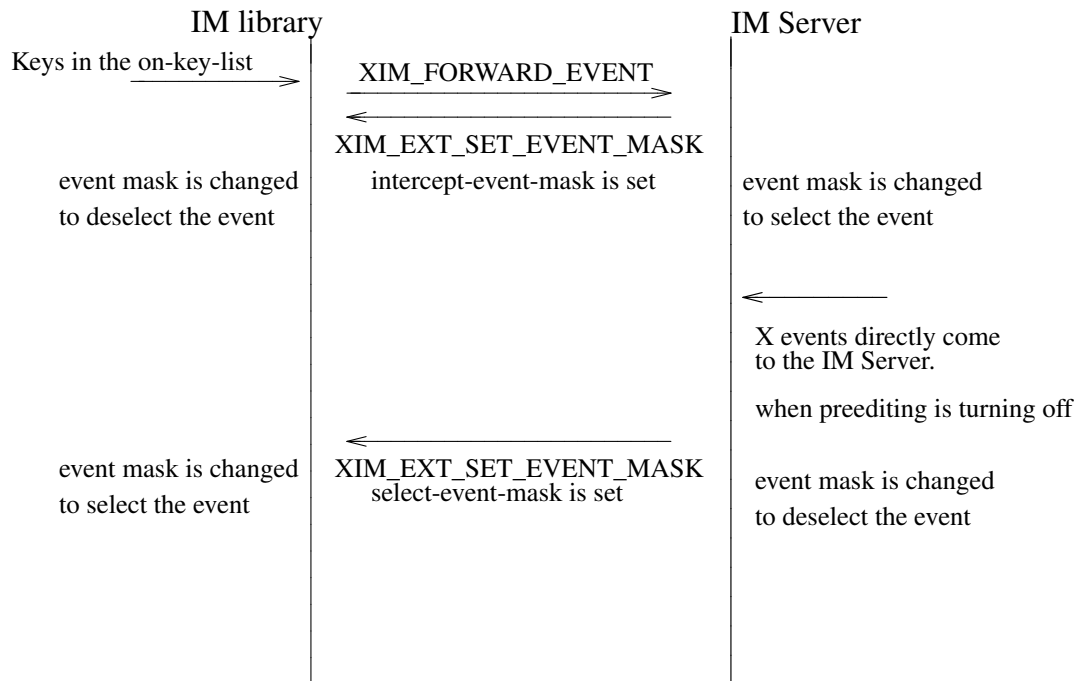 IM library
IM Server
Keys in the on-key-list
XIM_FORWARD_EVENT
XIM_EXT_SET_EVENT_MASK
intercept-event-mask is set
event mask is changed
to deselect the event
event mask is changed
to select the event
X events directly come
to the IM Server.
when preediting is turning off
XIM_EXT_SET_EVENT_MASK
select-event-mask is set
event mask is changed
to select the event
event mask is changed
to deselect the event